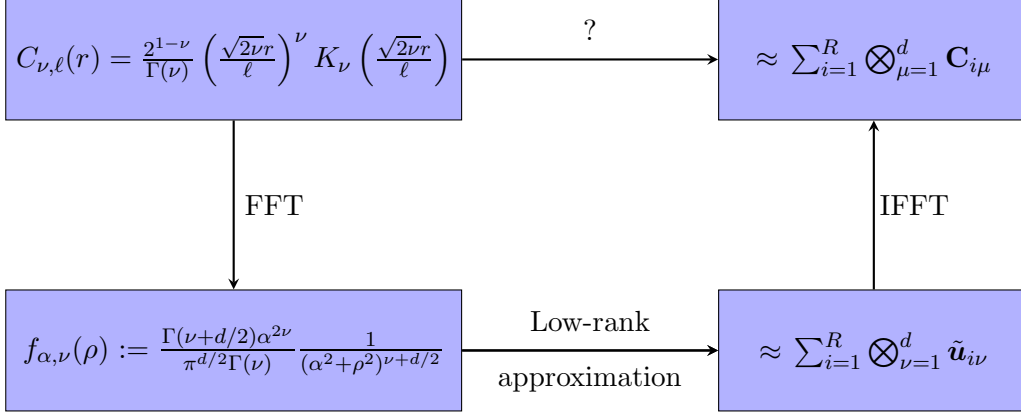 $C_{\nu,\ell}(r) = \frac{2^{1-\nu}}{\Gamma(\nu)} \left( \frac{\sqrt{2\nu}r}{\ell} \right)^{\nu} K_{\nu} \left( \frac{\sqrt{2\nu}r}{\ell} \right)$
?
$\approx \sum_{i=1}^{R} \bigotimes_{\mu=1}^{d} \mathbf{C}_{i\mu}$
FFT
IFFT
$f_{\alpha,\nu}(\rho) := \frac{\Gamma(\nu+d/2)\alpha^{2\nu}}{\pi^{d/2}\Gamma(\nu)} \frac{1}{(\alpha^2+\rho^2)^{\nu+d/2}}$
Low-rank
approximation
$\approx \sum_{i=1}^{R} \bigotimes_{\nu=1}^{d} \tilde{\boldsymbol{u}}_{i\nu}$